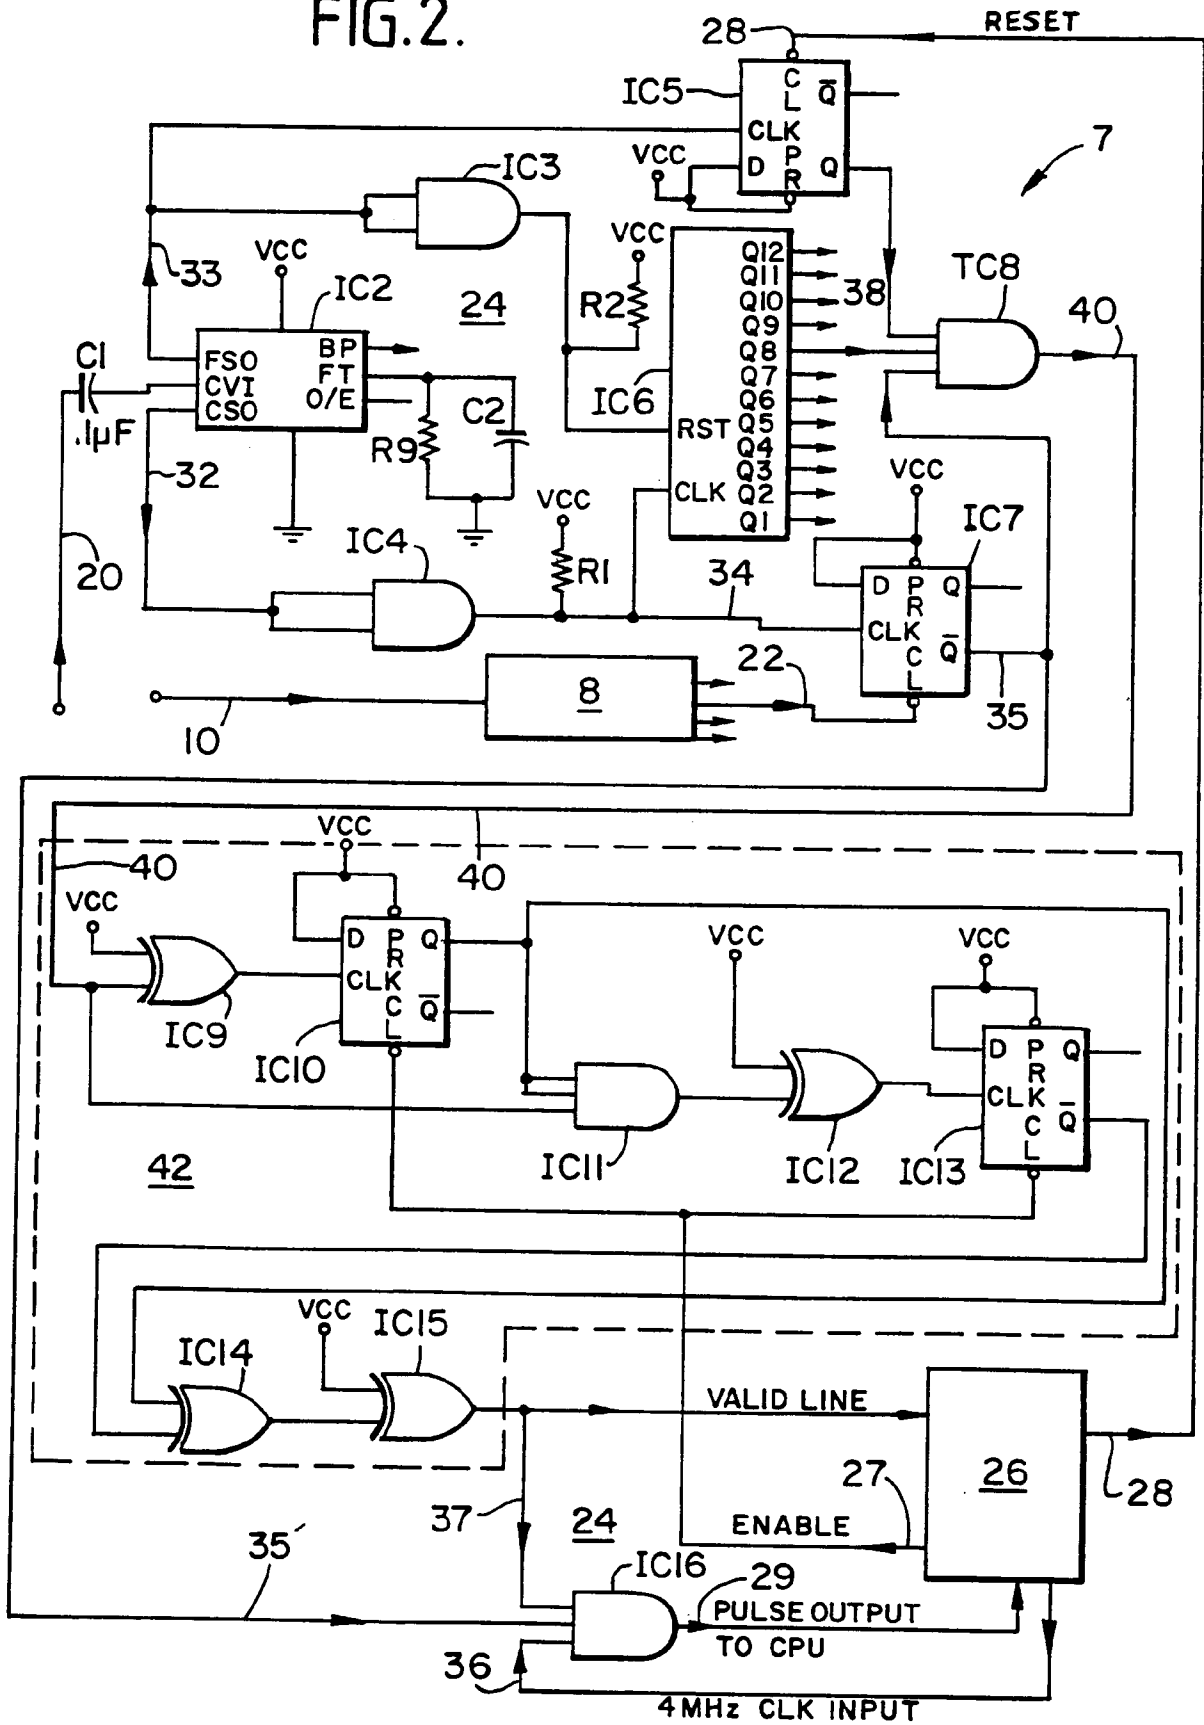 FIG.2.
28
RESET
IC5
C
L
Q̅
CLK
VCC
D
P
R
Q
7
IC3
33
VCC
IC2
24
VCC
R2
Q12
Q11
Q10
Q9
Q8
Q7
Q6
Q5
Q4
Q3
Q2
Q1
38
TC8
40
C1
.1µF
FSO
CVI
CSO
BP
FT
O/E
R9
C2
IC6
RST
CLK
32
VCC
VCC
IC7
IC4
R1
34
D
P
R
Q
CLK
C
L
Q̅
20
8
22
35
10
VCC
40
40
VCC
D
P
R
Q
CLK
C
L
Q̅
IC9
IC10
VCC
VCC
D
P
R
Q
CLK
C
L
Q̅
IC11
IC12
IC13
42
VCC
IC15
IC14
VALID LINE
26
28
37
24
27
ENABLE
35'
IC16
29
PULSE OUTPUT
TO CPU
36
4MHz CLK INPUT